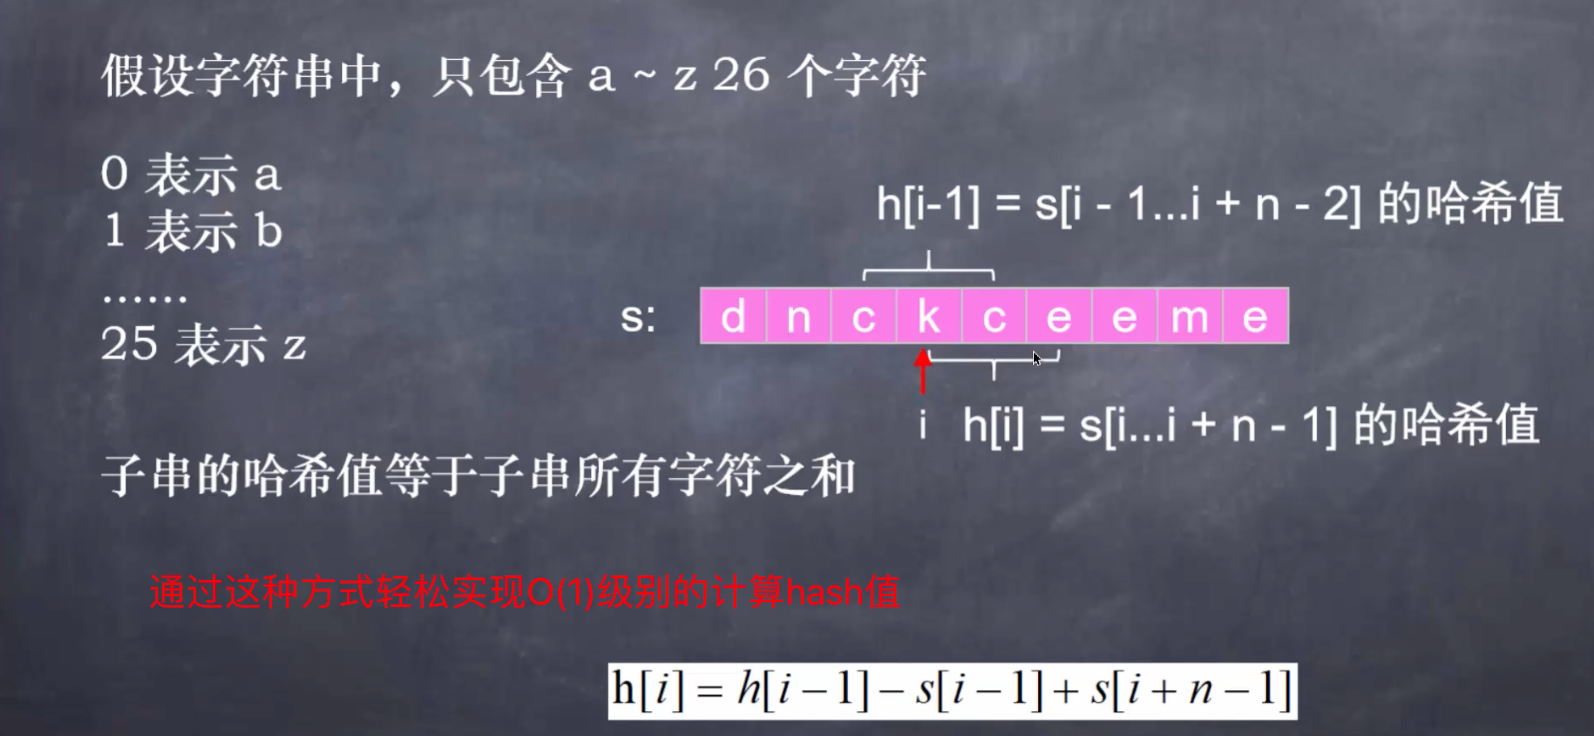 假设字符串中，只包含 a ~ z 26 个字符
0 表示 a
1 表示 b
......
25 表示 z
h[i-1] = s[i - 1...i + n - 2] 的哈希值
s: d n c k c e e m e
i h[i] = s[i...i + n - 1] 的哈希值
子串的哈希值等于子串所有字符之和
通过这种方式轻松实现O(1)级别的计算hash值
h[i] = h[i − 1] − s[i − 1] + s[i + n − 1]